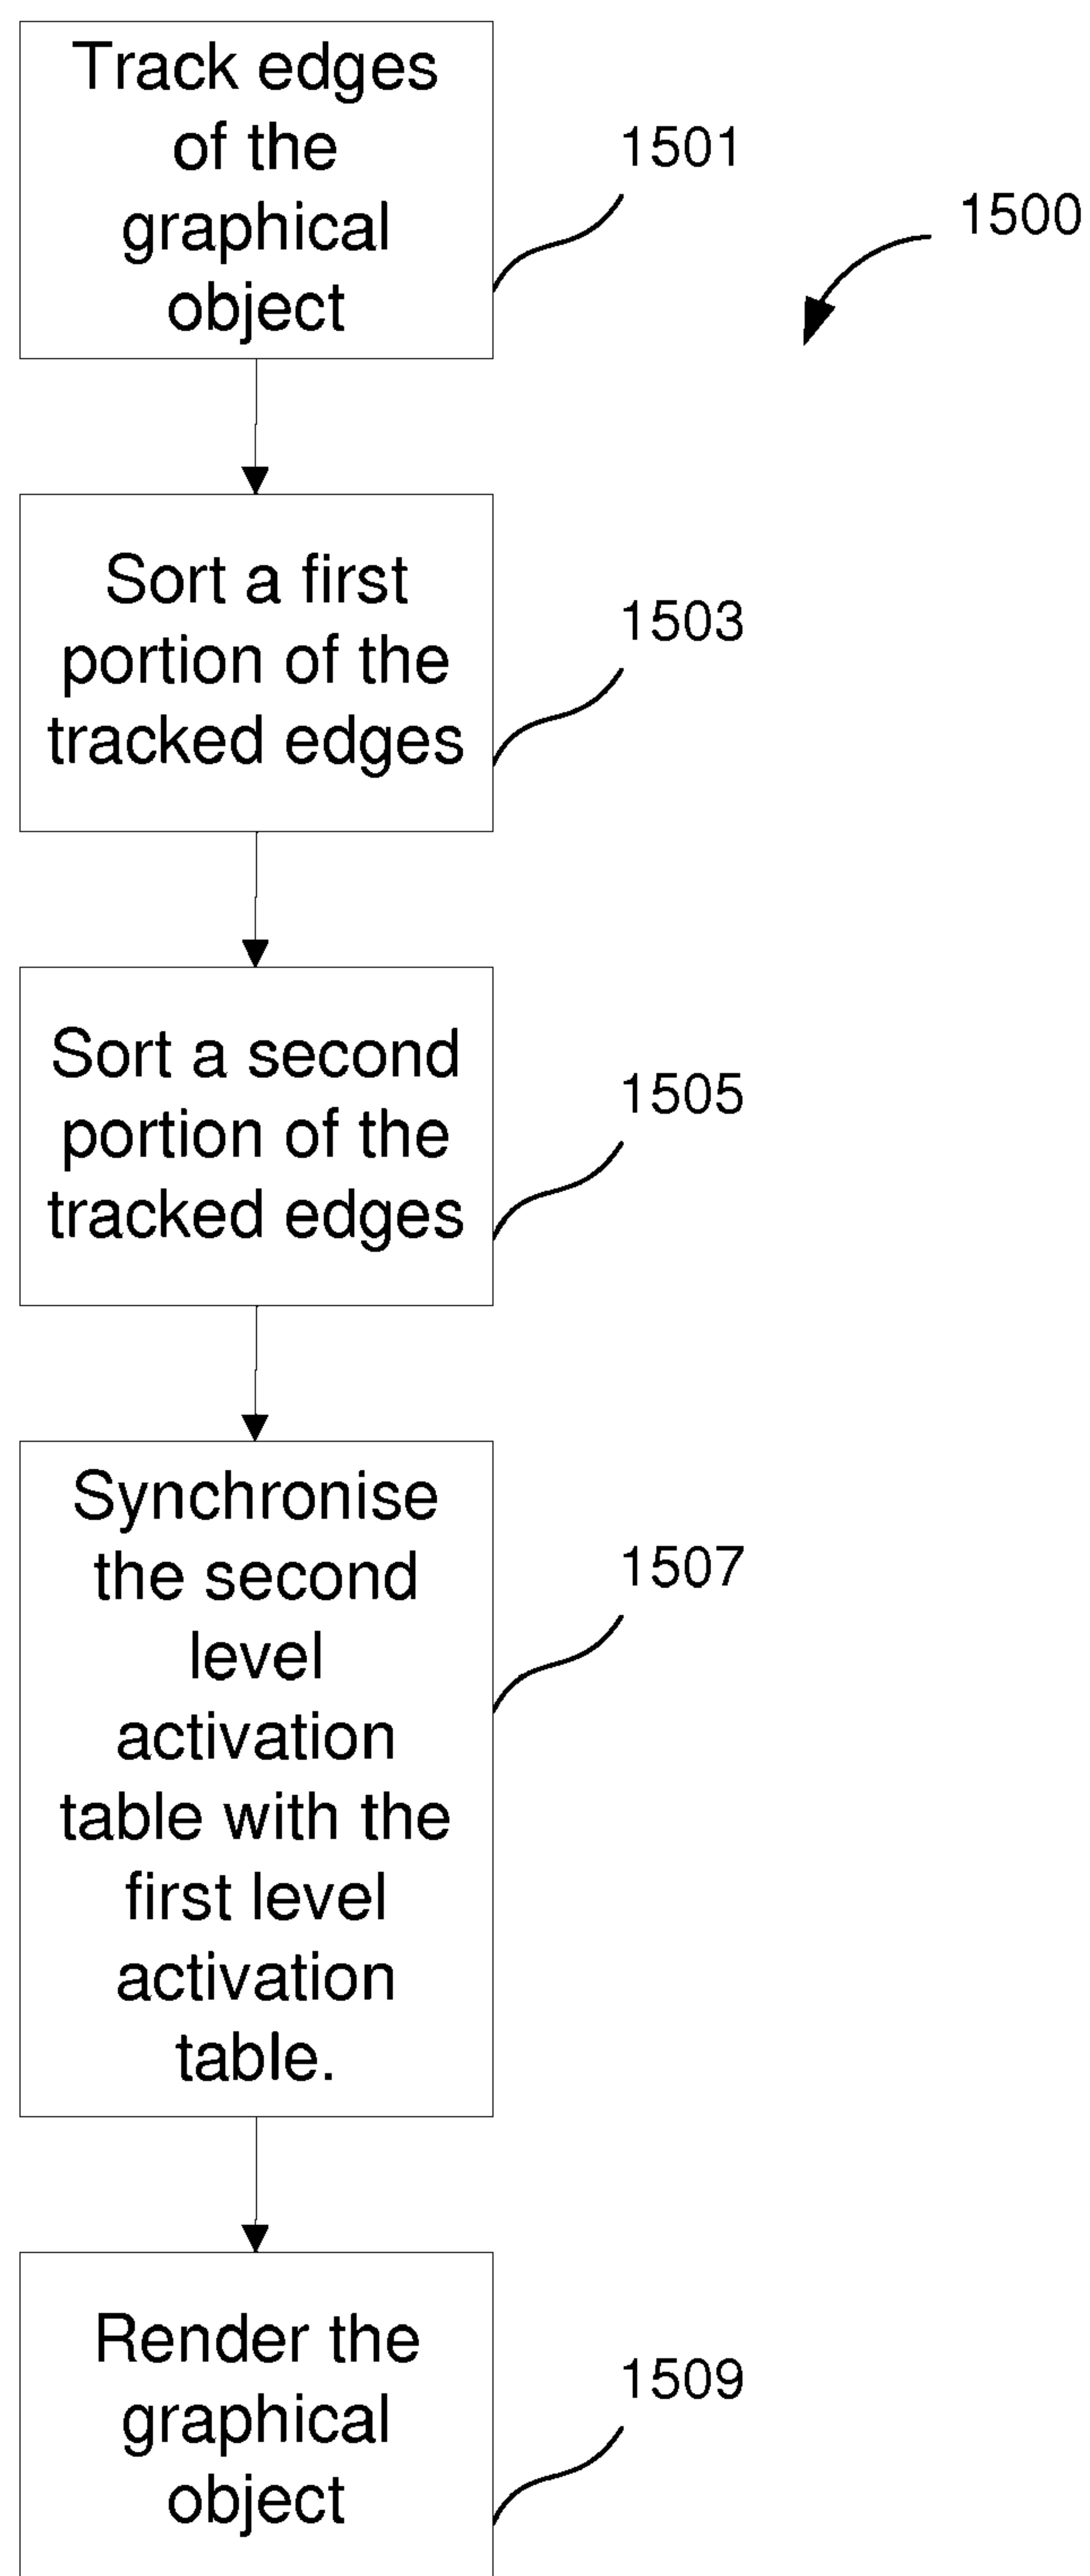 Track edges
of the
graphical
object
1501
1500
Sort a first
portion of the
tracked edges
1503
Sort a second
portion of the
tracked edges
1505
Synchronise
the second
level
activation
table with the
first level
activation
table.
1507
Render the
graphical
object
1509